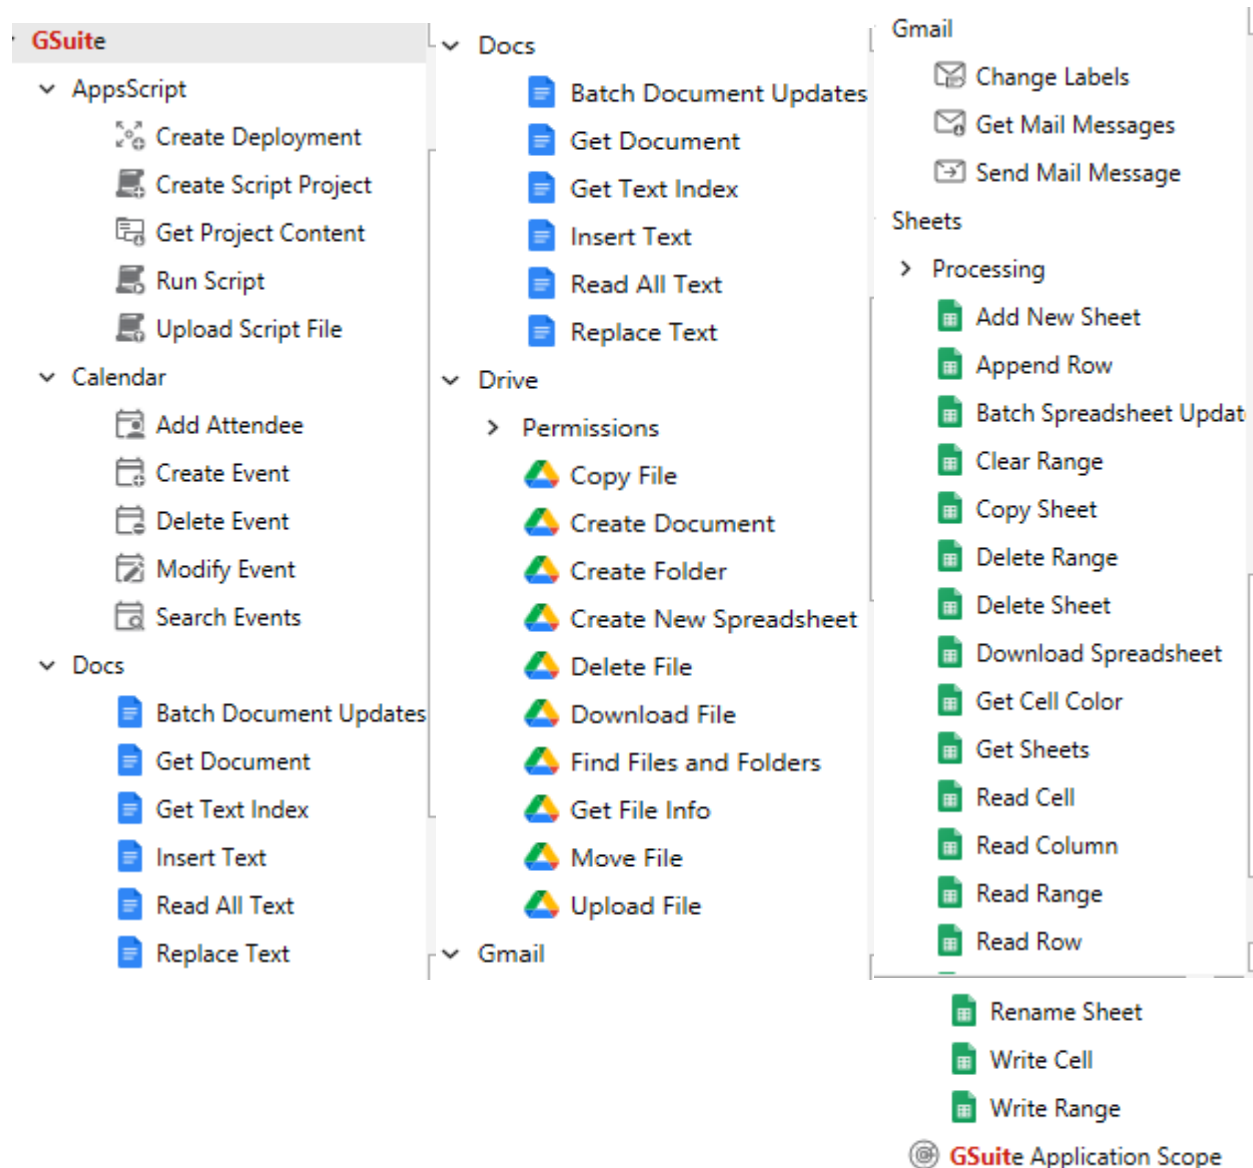 GSuite
AppsScript
Create Deployment
Create Script Project
Get Project Content
Run Script
Upload Script File
Calendar
Add Attendee
Create Event
Delete Event
Modify Event
Search Events
Docs
Batch Document Updates
Get Document
Get Text Index
Insert Text
Read All Text
Replace Text
Docs
Batch Document Updates
Get Document
Get Text Index
Insert Text
Read All Text
Replace Text
Drive
Permissions
Copy File
Create Document
Create Folder
Create New Spreadsheet
Delete File
Download File
Find Files and Folders
Get File Info
Move File
Upload File
Gmail
Gmail
Change Labels
Get Mail Messages
Send Mail Message
Sheets
Processing
Add New Sheet
Append Row
Batch Spreadsheet Updat
Clear Range
Copy Sheet
Delete Range
Delete Sheet
Download Spreadsheet
Get Cell Color
Get Sheets
Read Cell
Read Column
Read Range
Read Row
Rename Sheet
Write Cell
Write Range
GSuite Application Scope